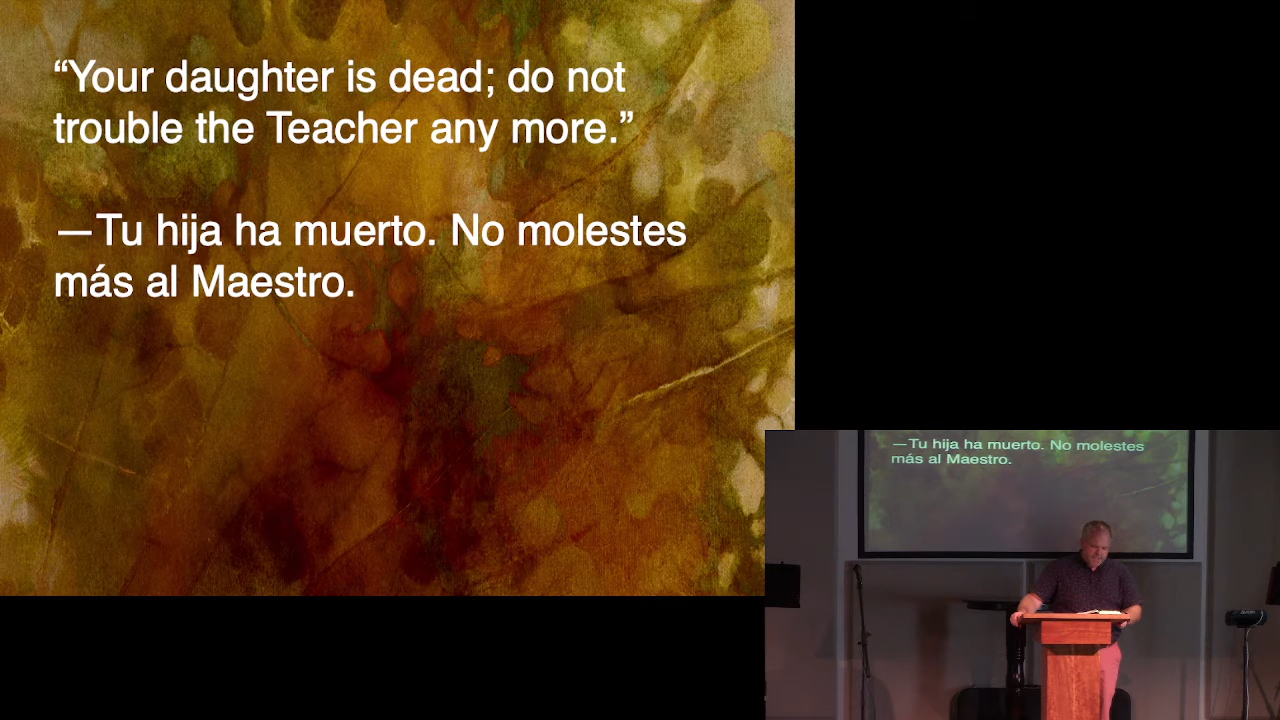 “Your daughter is dead; do not
trouble the Teacher any more.”
—Tu hija ha muerto. No molestes
más al Maestro.
—Tu hija ha muerto. No molestes
más al Maestro.